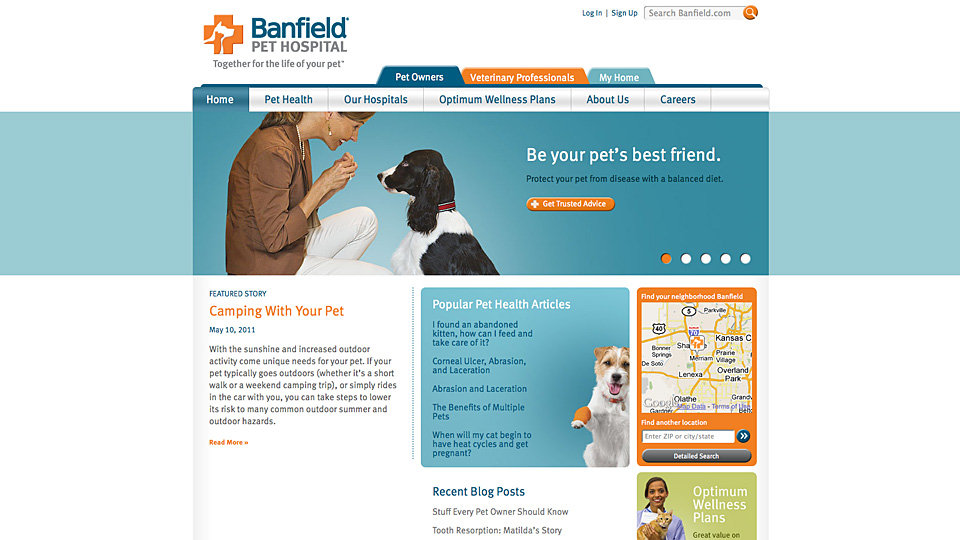 Log In | Sign Up
Search Banfield.com
Banfield®
PET HOSPITAL
Together for the life of your pet™
Pet Owners
Veterinary Professionals
My Home
Home
Pet Health
Our Hospitals
Optimum Wellness Plans
About Us
Careers
Be your pet's best friend.
Protect your pet from disease with a balanced diet.
Get Trusted Advice
FEATURED STORY
Camping With Your Pet
May 10, 2011
With the sunshine and increased outdoor
activity come unique needs for your pet. If your
pet typically goes outdoors (whether it's a short
walk or a weekend camping trip), or simply rides
in the car with you, you can take steps to lower
its risk to many common outdoor summer and
outdoor hazards.
Read More »
Popular Pet Health Articles
I found an abandoned
kitten, how can I feed and
take care of it?
Corneal Ulcer, Abrasion,
and Laceration
Abrasion and Laceration
The Benefits of Multiple
Pets
When will my cat begin to
have heat cycles and get
pregnant?
Recent Blog Posts
Stuff Every Pet Owner Should Know
Tooth Resorption: Matilda's Story
Find your neighborhood Banfield
5
Parkville
40
70
Kansas C
Bonner
Springs
Sha
Merriam
Prairie
Village
De Soto
Lenexa
Overland
Park
Olathe
Gardner
Grandv
Google
Map Data - Terms of Use
Find another location
Enter ZIP or city/state
Detailed Search
Optimum
Wellness
Plans
Great value on